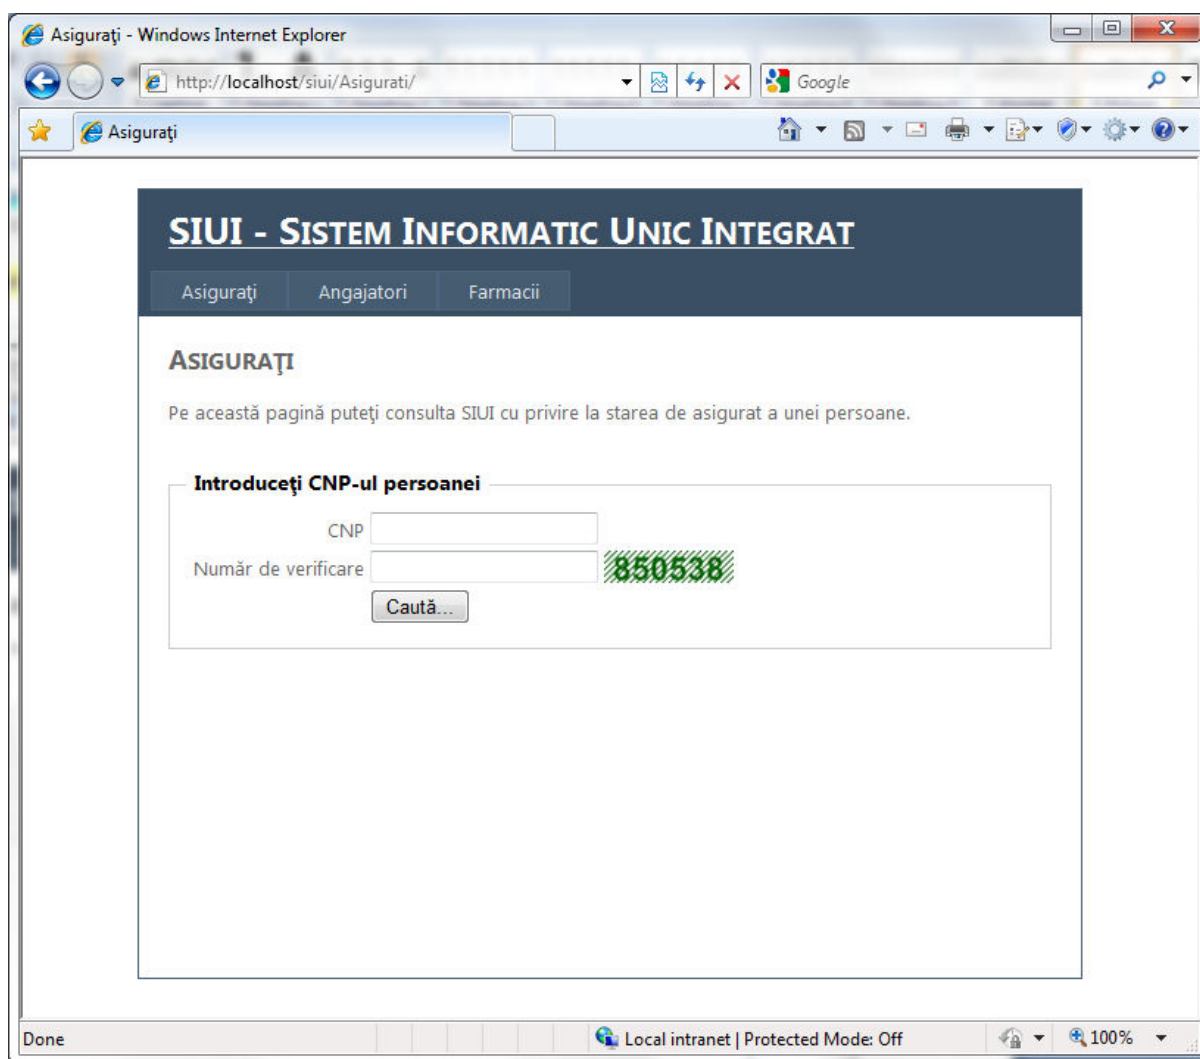 Asiguraţi - Windows Internet Explorer
http://localhost/siui/Asigurati/
Google
Asiguraţi
SIUI - SISTEM INFORMATIC UNIC INTEGRAT
Asiguraţi Angajatori Farmacii
ASIGURAŢI
Pe această pagină puteţi consulta SIUI cu privire la starea de asigurat a unei persoane.
Introduceţi CNP-ul persoanei
CNP
Număr de verificare 850538
Caută...
Done Local intranet | Protected Mode: Off 100%